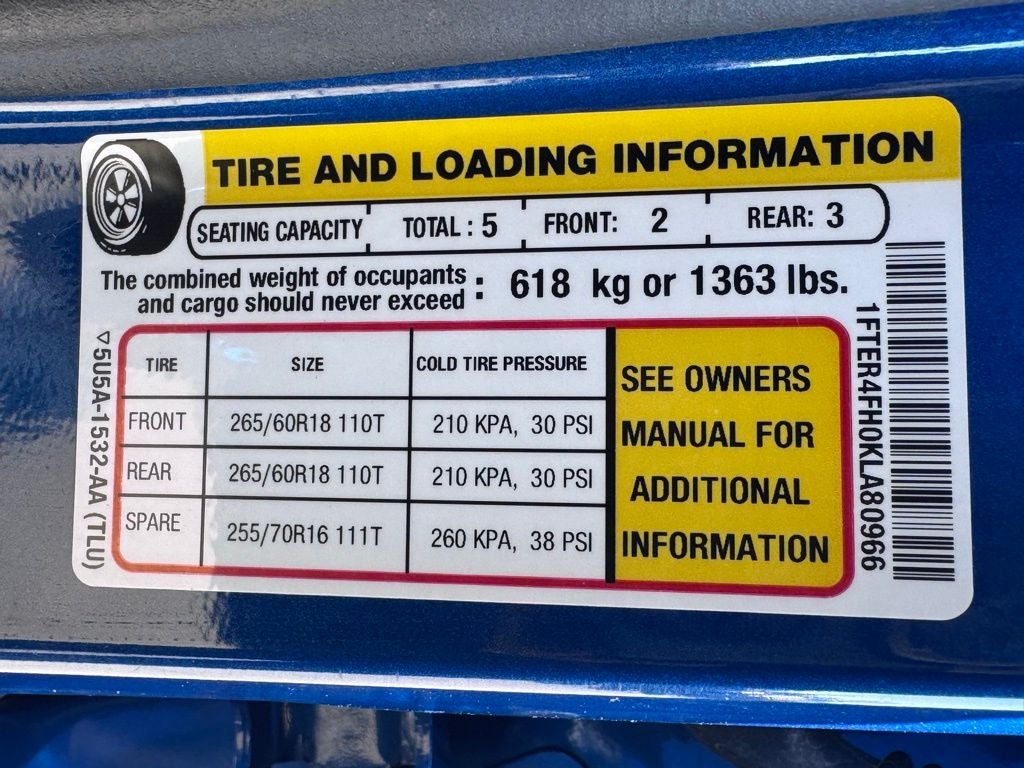 TIRE AND LOADING INFORMATION
SEATING CAPACITY TOTAL : 5 FRONT: 2 REAR: 3
The combined weight of occupants
and cargo should never exceed : 618 kg or 1363 lbs.
TIRE SIZE COLD TIRE PRESSURE
FRONT 265/60R18 110T 210 KPA, 30 PSI
REAR 265/60R18 110T 210 KPA, 30 PSI
SPARE 255/70R16 111T 260 KPA, 38 PSI
SEE OWNERS
MANUAL FOR
ADDITIONAL
INFORMATION
5U5A-1532-AA (TLU)
1FTER4FH0KLA80966